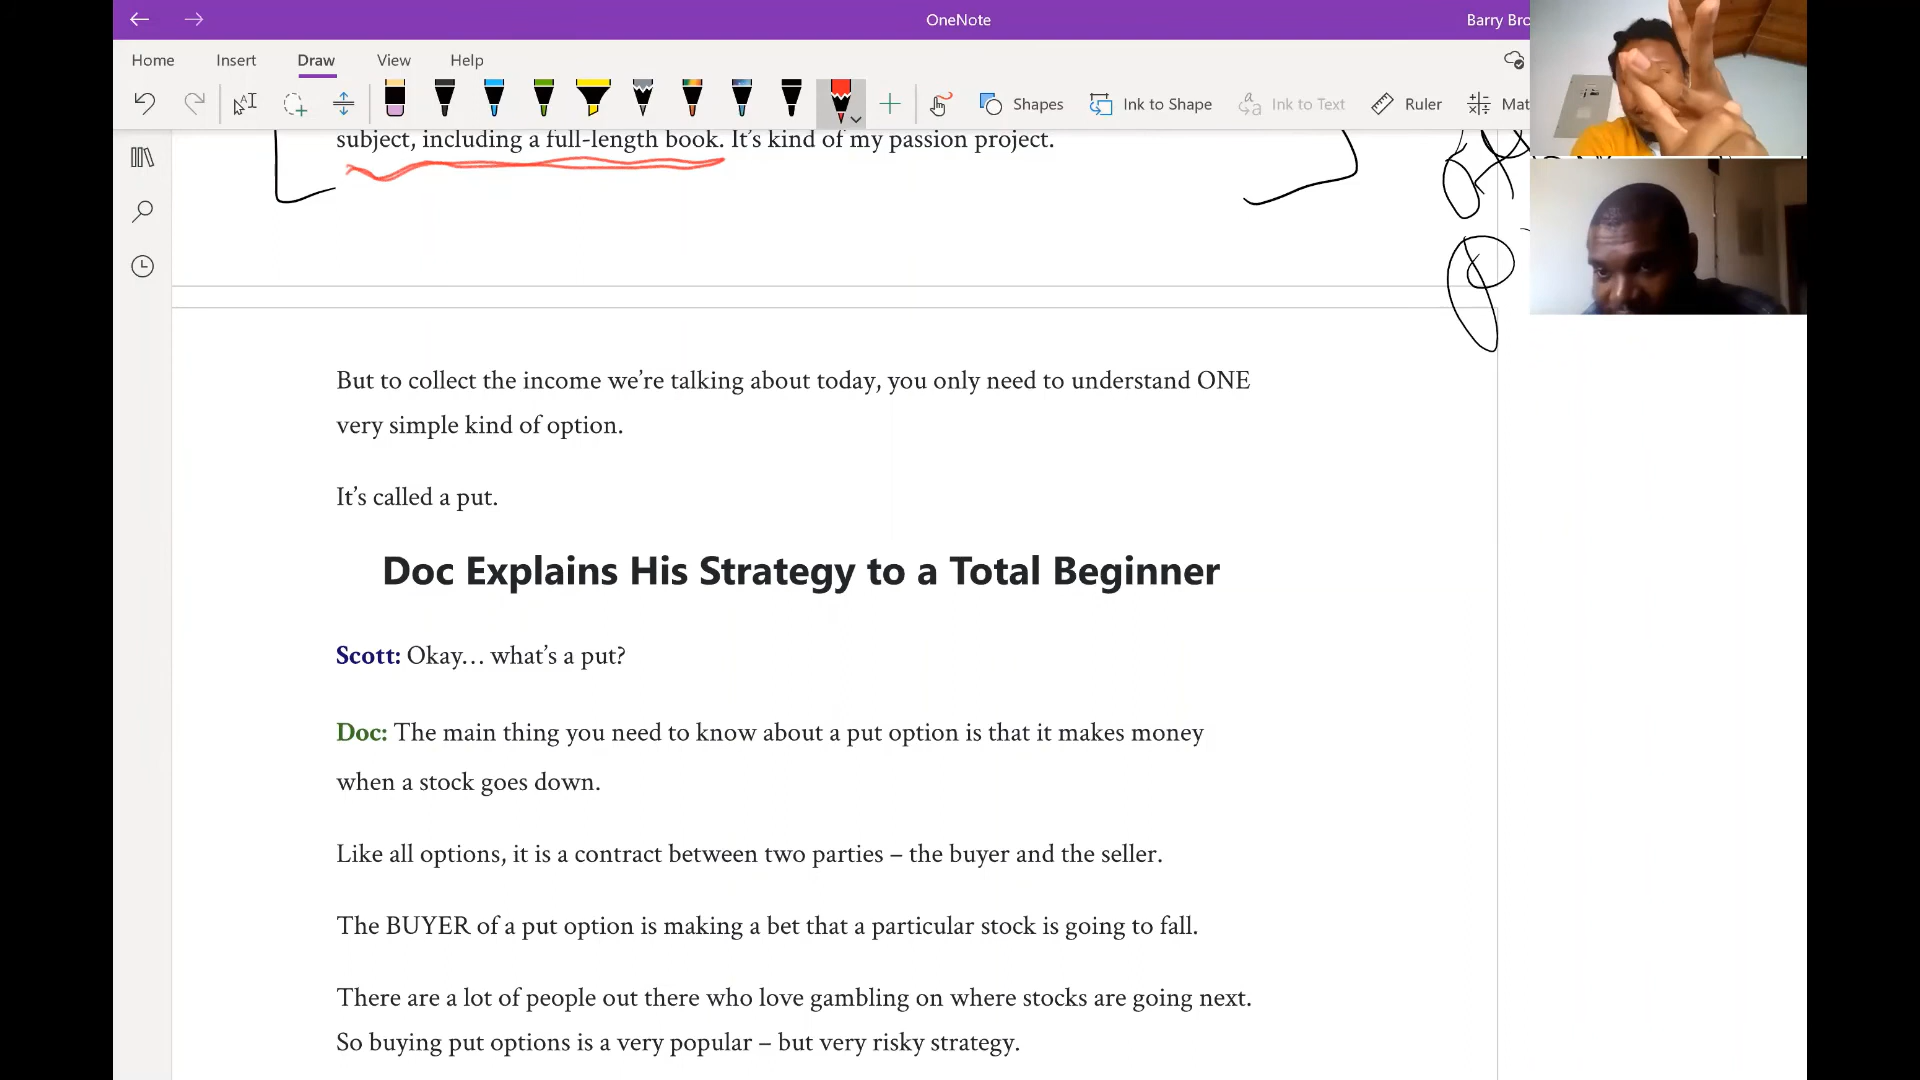 OneNote
Barry Bro
Home Insert Draw View Help
Shapes Ink to Shape Ink to Text Ruler Mat
subject, including a full-length book. It’s kind of my passion project.
But to collect the income we’re talking about today, you only need to understand ONE
very simple kind of option.
It’s called a put.
Doc Explains His Strategy to a Total Beginner
Scott: Okay… what’s a put?
Doc: The main thing you need to know about a put option is that it makes money
when a stock goes down.
Like all options, it is a contract between two parties – the buyer and the seller.
The BUYER of a put option is making a bet that a particular stock is going to fall.
There are a lot of people out there who love gambling on where stocks are going next.
So buying put options is a very popular – but very risky strategy.